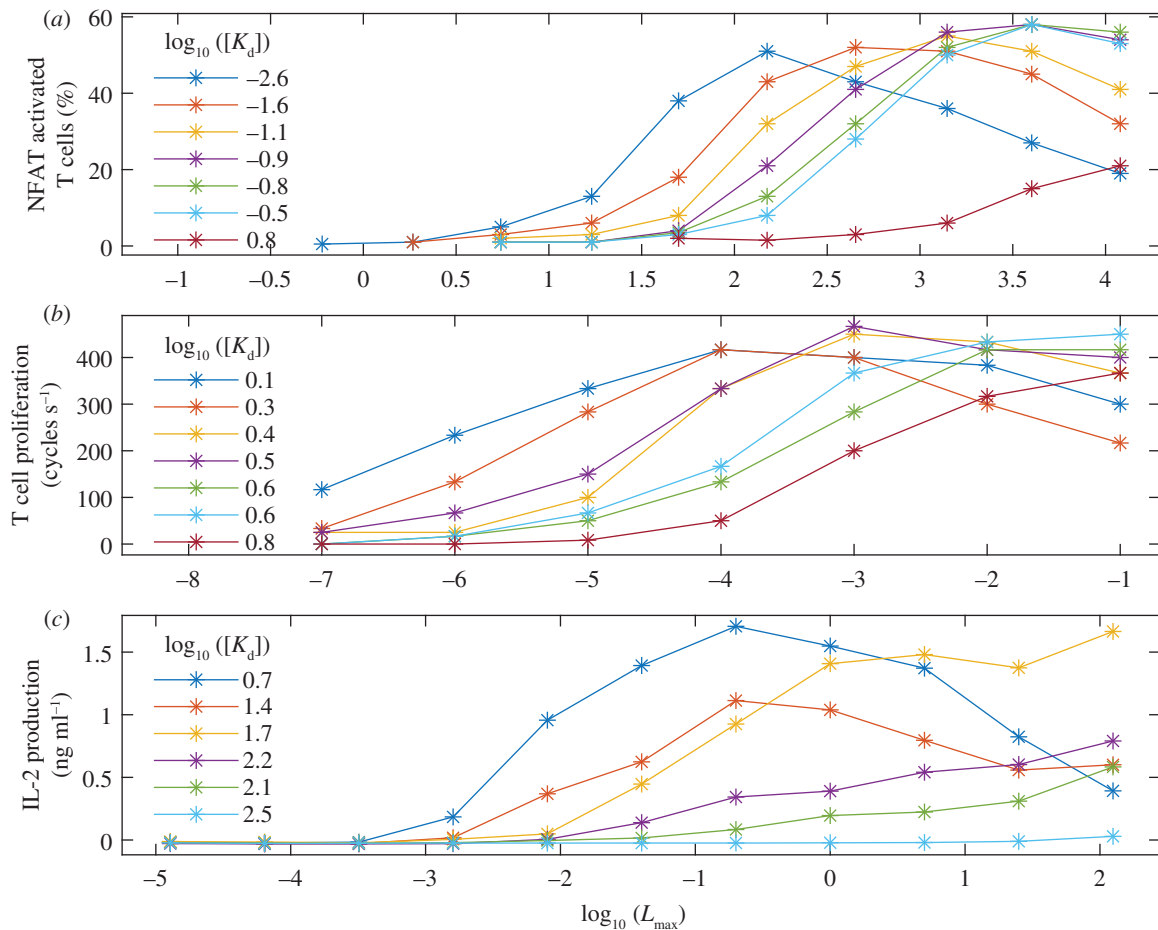 (a)
60
40
20
0
NFAT activated
T cells (%)
log10 ([Kd])
–2.6
–1.6
–1.1
–0.9
–0.8
–0.5
0.8
–1 –0.5 0 0.5 1 1.5 2 2.5 3 3.5 4
(b)
400
300
200
100
0
T cell proliferation
(cycles s⁻¹)
log10 ([Kd])
0.1
0.3
0.4
0.5
0.6
0.6
0.8
–8 –7 –6 –5 –4 –3 –2 –1
(c)
1.5
1
0.5
0
IL-2 production
(ng ml⁻¹)
log10 ([Kd])
0.7
1.4
1.7
2.2
2.1
2.5
–5 –4 –3 –2 –1 0 1 2
log10 (Lmax)